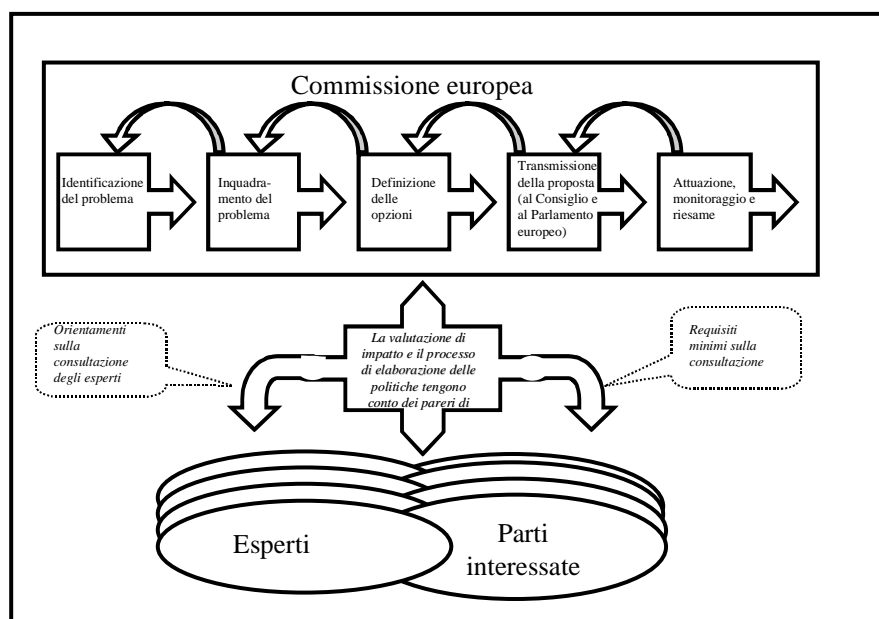 Commissione europea
Identificazione
del problema
Inquadra-
mento del
problema
Definizione
delle
opzioni
Transmissione
della proposta
(al Consiglio e
al Parlamento
europeo)
Attuazione,
monitoraggio e
riesame
Orientamenti
sulla
consultazione
degli esperti
La valutazione di
impatto e il processo
di elaborazione delle
politiche tengono
conto dei pareri di
Requisiti
minimi sulla
consultazione
Esperti
Parti
interessate